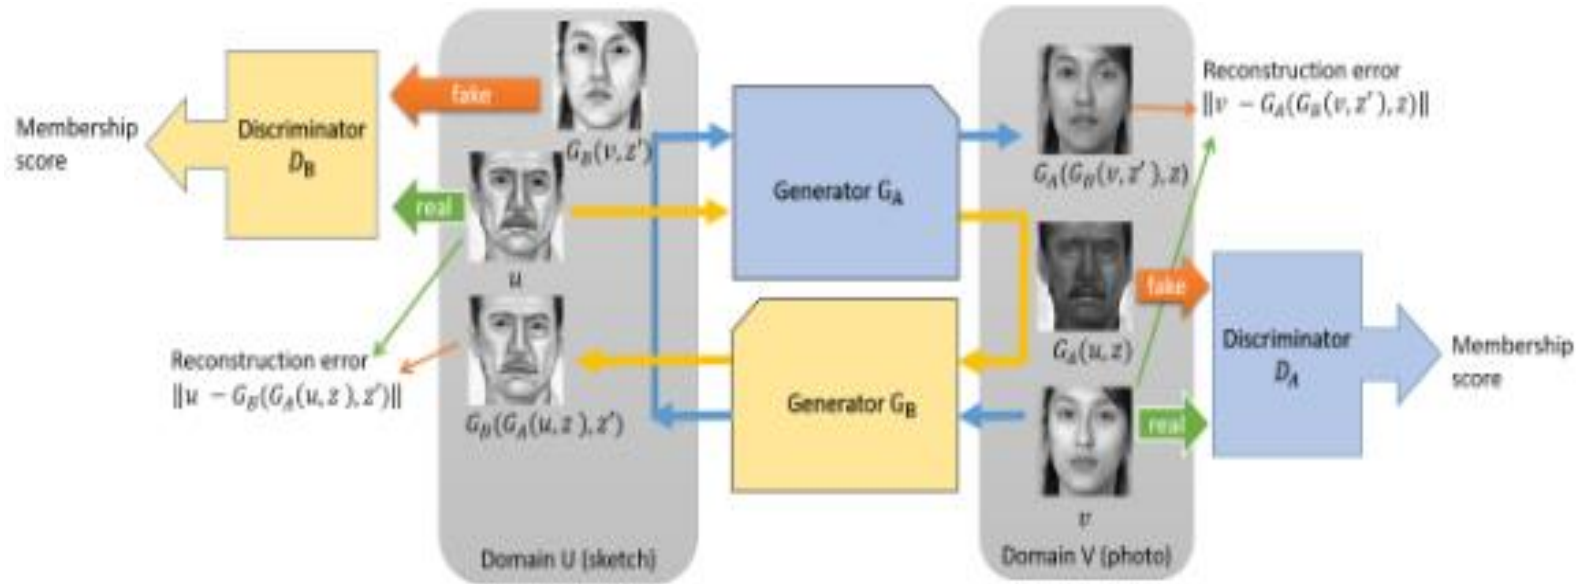 fake
Discriminator
D_B
Membership
score
G_B(v, z')
real
u
Reconstruction error
‖u − G_B(G_A(u, z), z')‖
G_B(G_A(u, z), z')
Domain U (sketch)
Generator G_A
Generator G_B
Reconstruction error
‖v − G_A(G_B(v, z'), z)‖
G_A(G_B(v, z'), z)
fake
G_A(u, z)
Discriminator
D_A
Membership
score
real
v
Domain V (photo)